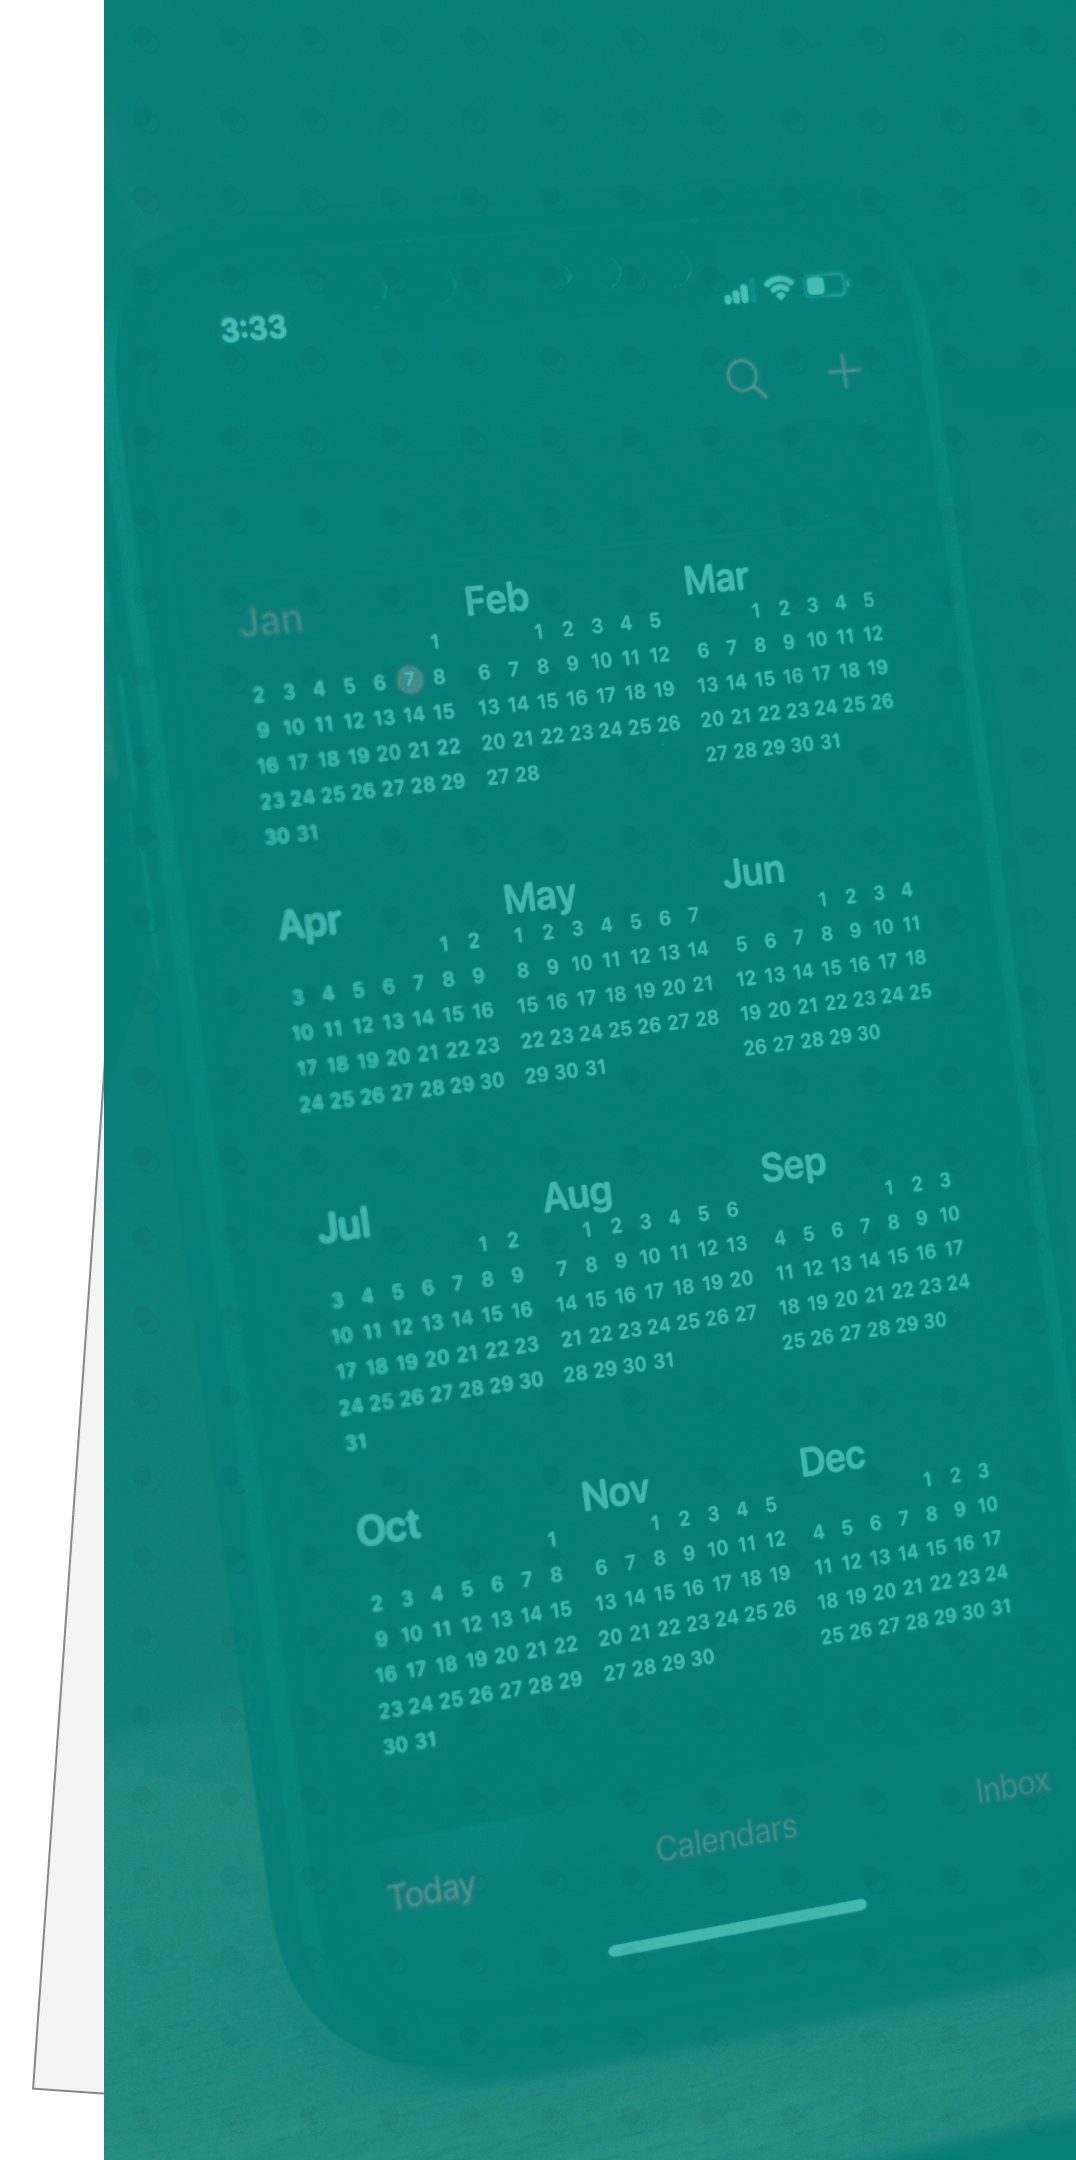 3:33
Jan
1
2 3 4 5 6 7 8
9 10 11 12 13 14 15
16 17 18 19 20 21 22
23 24 25 26 27 28 29
30 31
Feb
1 2 3 4 5
6 7 8 9 10 11 12
13 14 15 16 17 18 19
20 21 22 23 24 25 26
27 28
Mar
1 2 3 4 5
6 7 8 9 10 11 12
13 14 15 16 17 18 19
20 21 22 23 24 25 26
27 28 29 30 31
Apr
1 2
3 4 5 6 7 8 9
10 11 12 13 14 15 16
17 18 19 20 21 22 23
24 25 26 27 28 29 30
May
1 2 3 4 5 6 7
8 9 10 11 12 13 14
15 16 17 18 19 20 21
22 23 24 25 26 27 28
29 30 31
Jun
1 2 3 4
5 6 7 8 9 10 11
12 13 14 15 16 17 18
19 20 21 22 23 24 25
26 27 28 29 30
Jul
1 2
3 4 5 6 7 8 9
10 11 12 13 14 15 16
17 18 19 20 21 22 23
24 25 26 27 28 29 30
31
Aug
1 2 3 4 5 6
7 8 9 10 11 12 13
14 15 16 17 18 19 20
21 22 23 24 25 26 27
28 29 30 31
Sep
1 2 3
4 5 6 7 8 9 10
11 12 13 14 15 16 17
18 19 20 21 22 23 24
25 26 27 28 29 30
Oct
1
2 3 4 5 6 7 8
9 10 11 12 13 14 15
16 17 18 19 20 21 22
23 24 25 26 27 28 29
30 31
Nov
1 2 3 4 5
6 7 8 9 10 11 12
13 14 15 16 17 18 19
20 21 22 23 24 25 26
27 28 29 30
Dec
1 2 3
4 5 6 7 8 9 10
11 12 13 14 15 16 17
18 19 20 21 22 23 24
25 26 27 28 29 30 31
Today
Calendars
Inbox